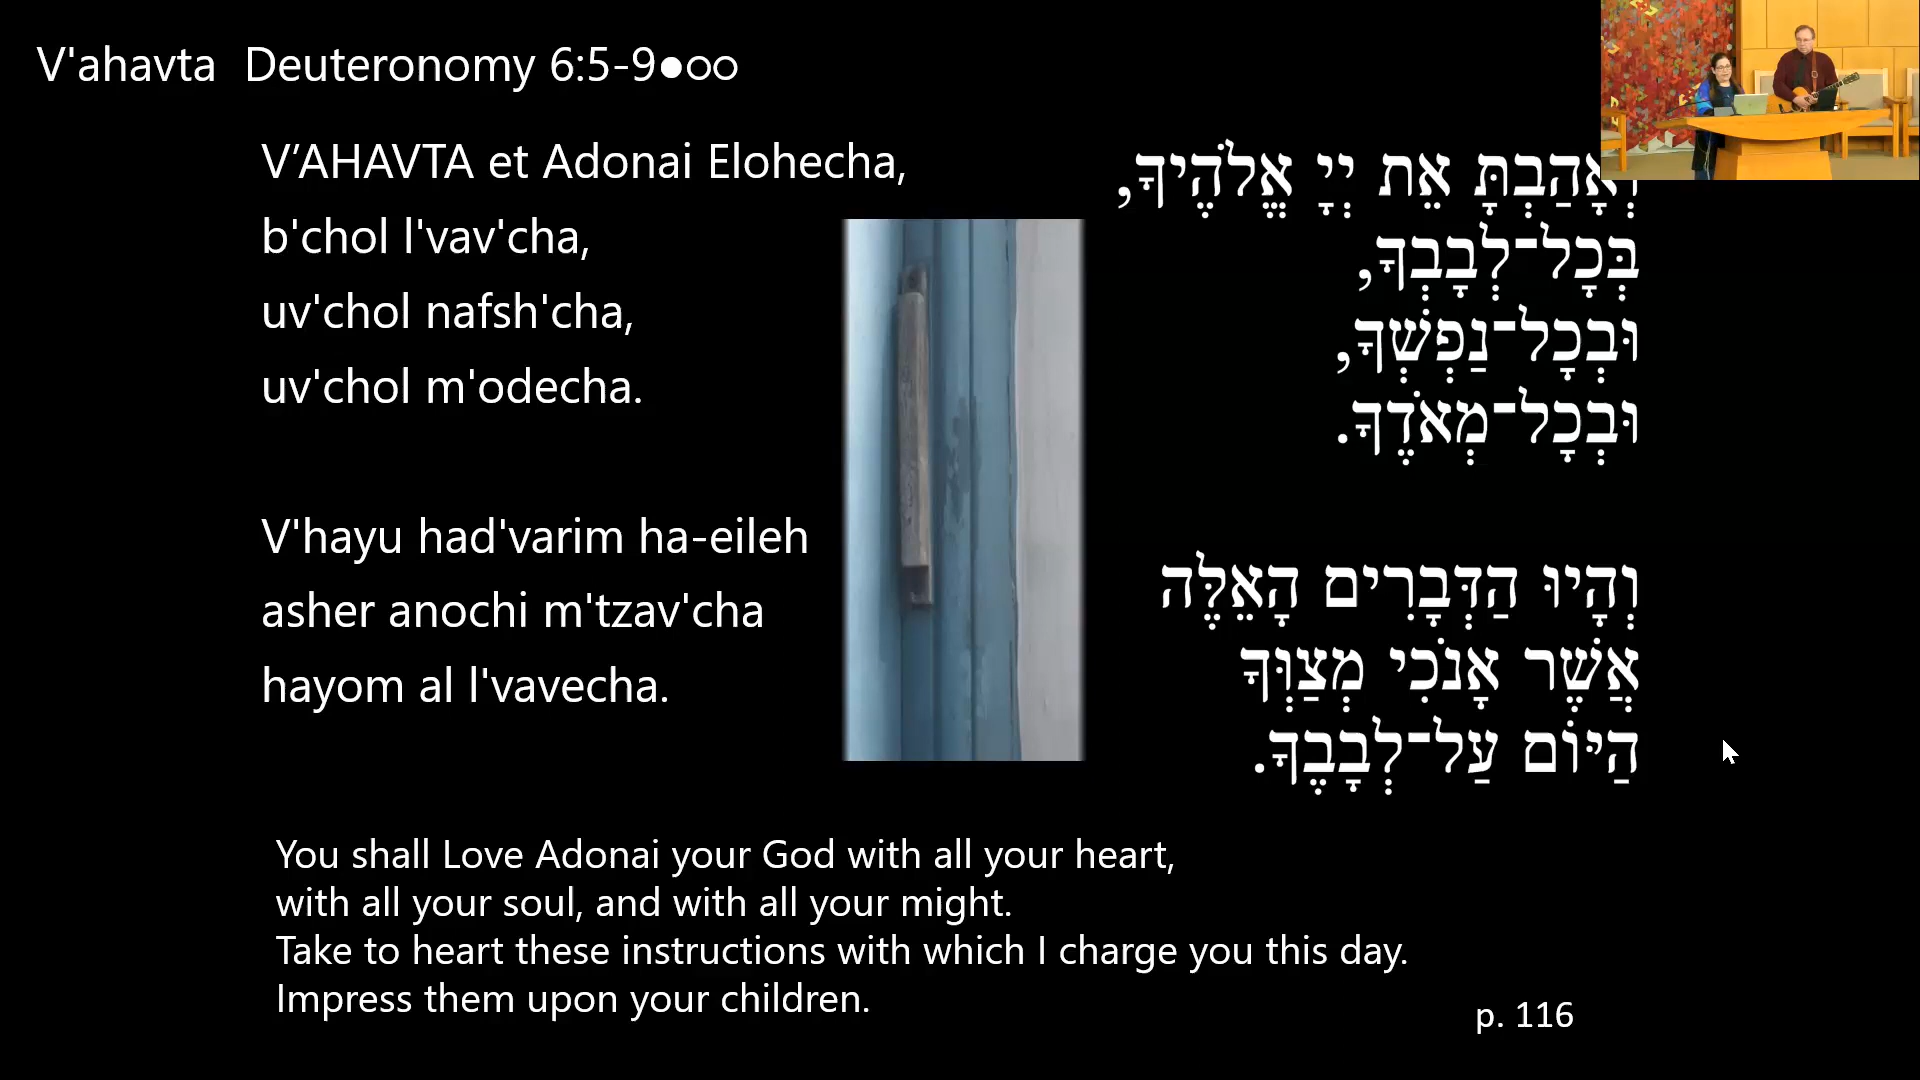 V'ahavta Deuteronomy 6:5-9●○○
V’AHAVTA et Adonai Elohecha,
b'chol l'vav'cha,
uv'chol nafsh'cha,
uv'chol m'odecha.
V'hayu had'varim ha-eileh
asher anochi m'tzav'cha
hayom al l'vavecha.
וְאָהַבְתָּ אֵת יְיָ אֱלֹהֶיךָ,
בְּכָל־לְבָבְךָ,
וּבְכָל־נַפְשְׁךָ,
וּבְכָל־מְאֹדֶךָ.
וְהָיוּ הַדְּבָרִים הָאֵלֶּה
אֲשֶׁר אָנֹכִי מְצַוְּךָ
הַיּוֹם עַל־לְבָבֶךָ.
You shall Love Adonai your God with all your heart,
with all your soul, and with all your might.
Take to heart these instructions with which I charge you this day.
Impress them upon your children.
p. 116